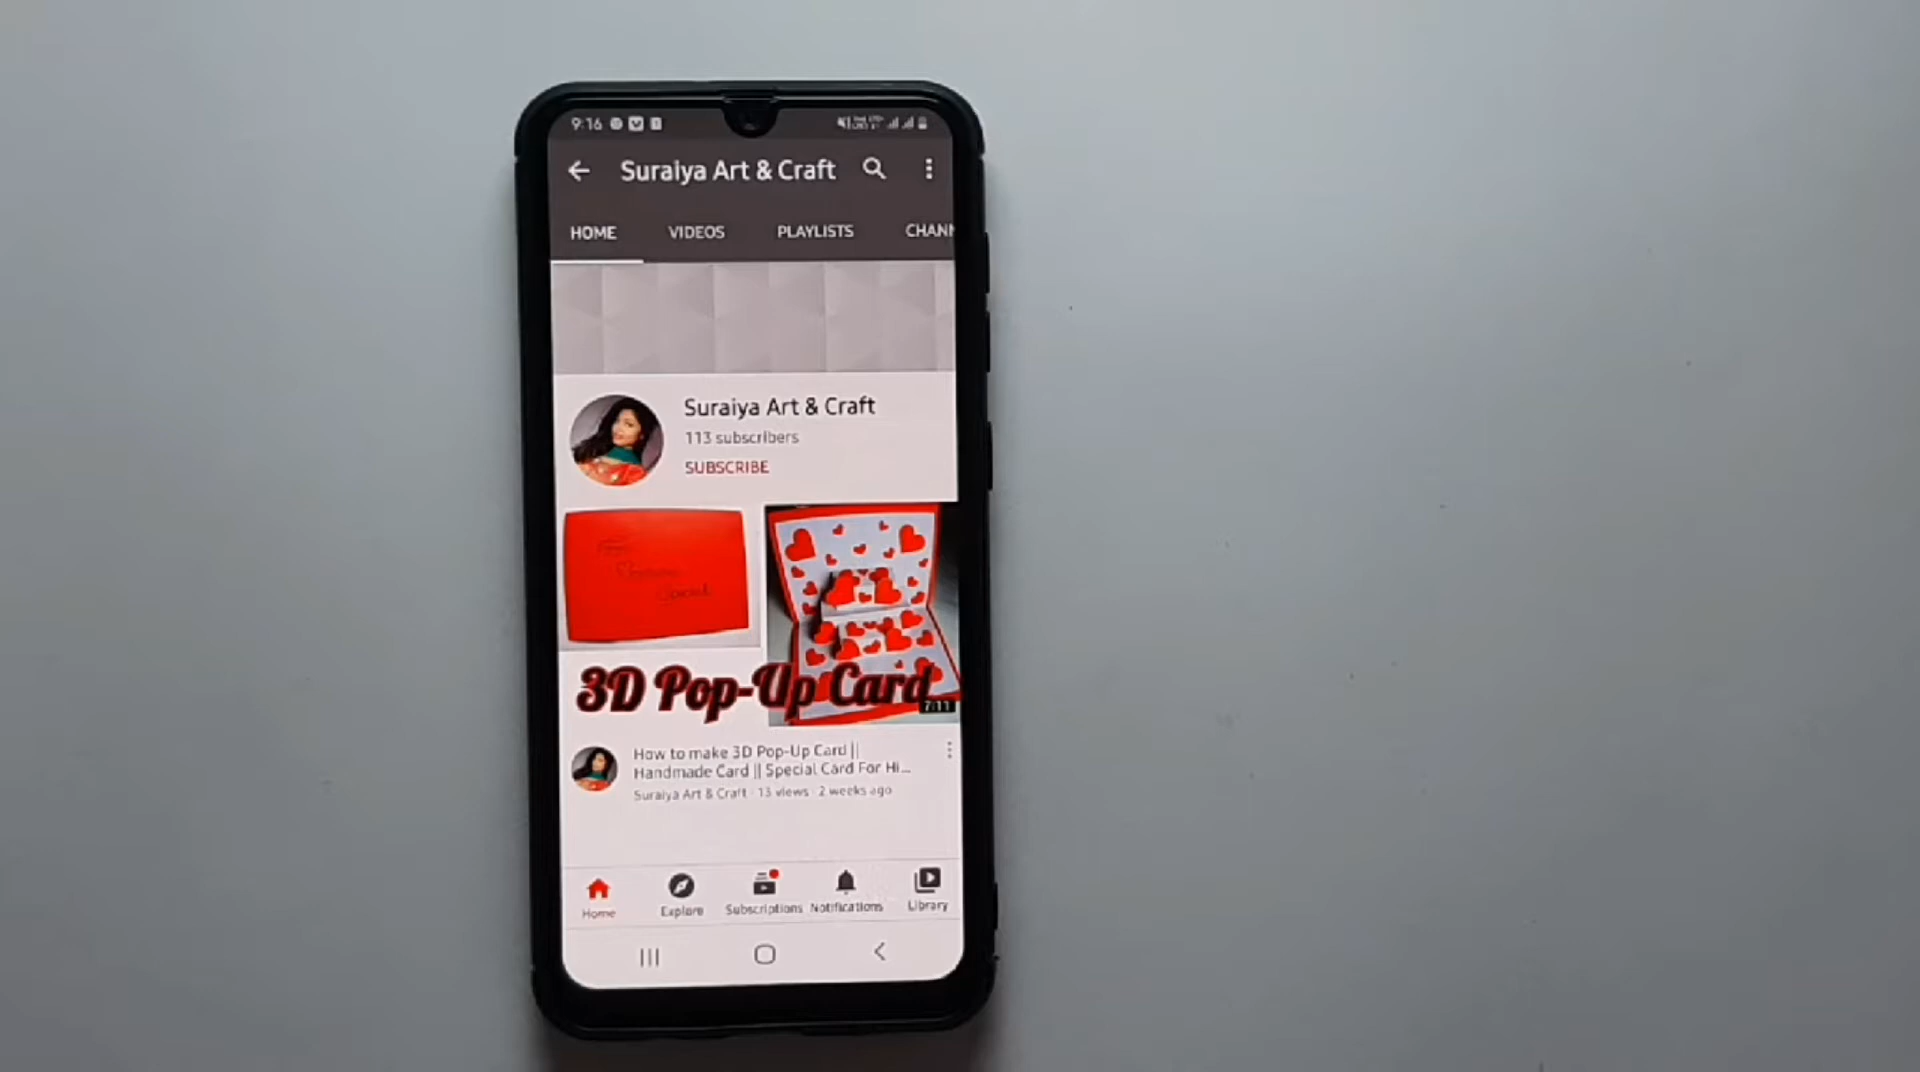 9:16
Suraiya Art & Craft
HOME VIDEOS PLAYLISTS CHANN
Suraiya Art & Craft
113 subscribers
SUBSCRIBE
Special
3D Pop-Up Card
7:11
How to make 3D Pop-Up Card ||
Handmade Card || Special Card For Hi...
Suraiya Art & Craft · 13 views · 2 weeks ago
Home Explore Subscriptions Notifications Library